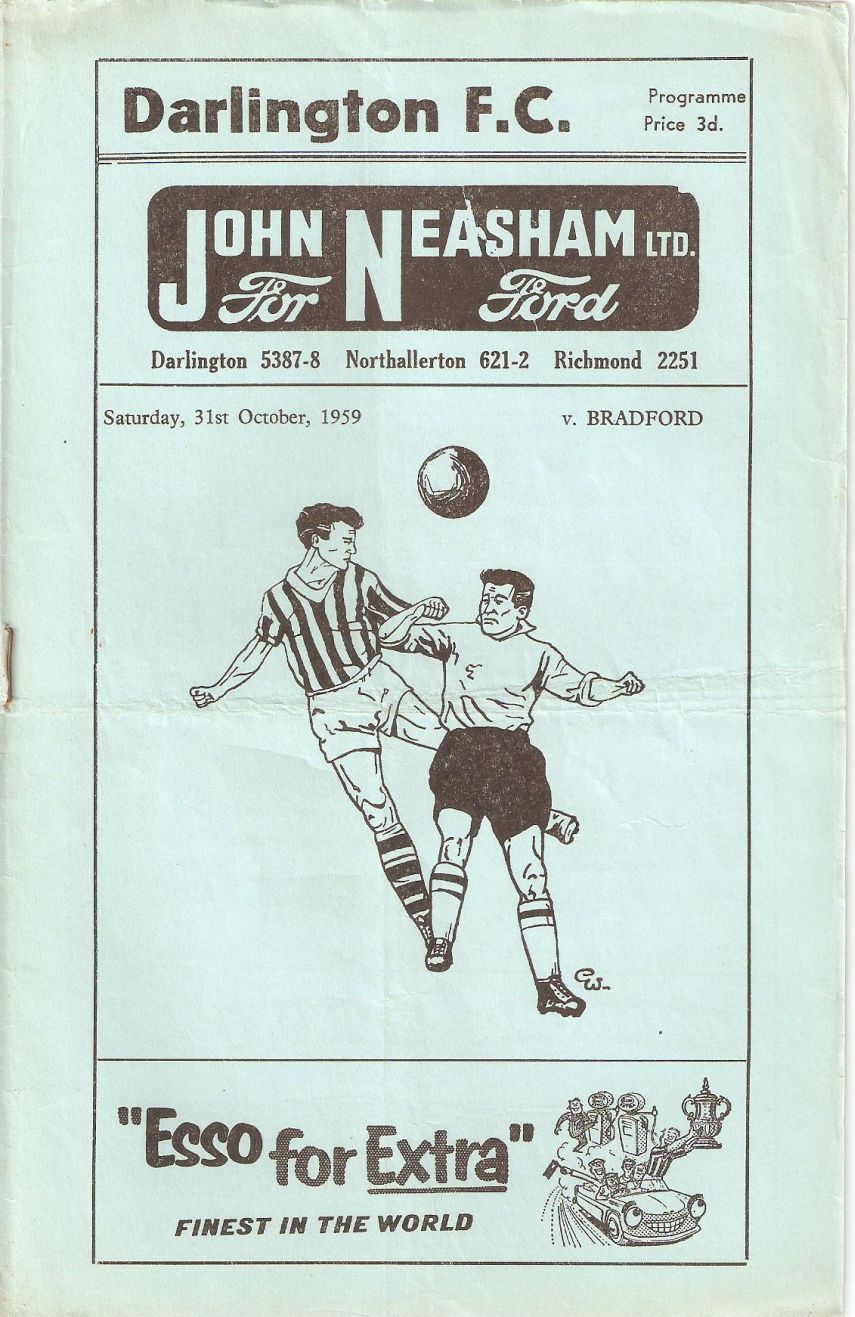 Darlington F.C.
Programme
Price 3d.
JOHN NEASHAM LTD.
For Ford
Darlington 5387-8 Northallerton 621-2 Richmond 2251
Saturday, 31st October, 1959 v. BRADFORD
CW..
"Esso for Extra"
FINEST IN THE WORLD